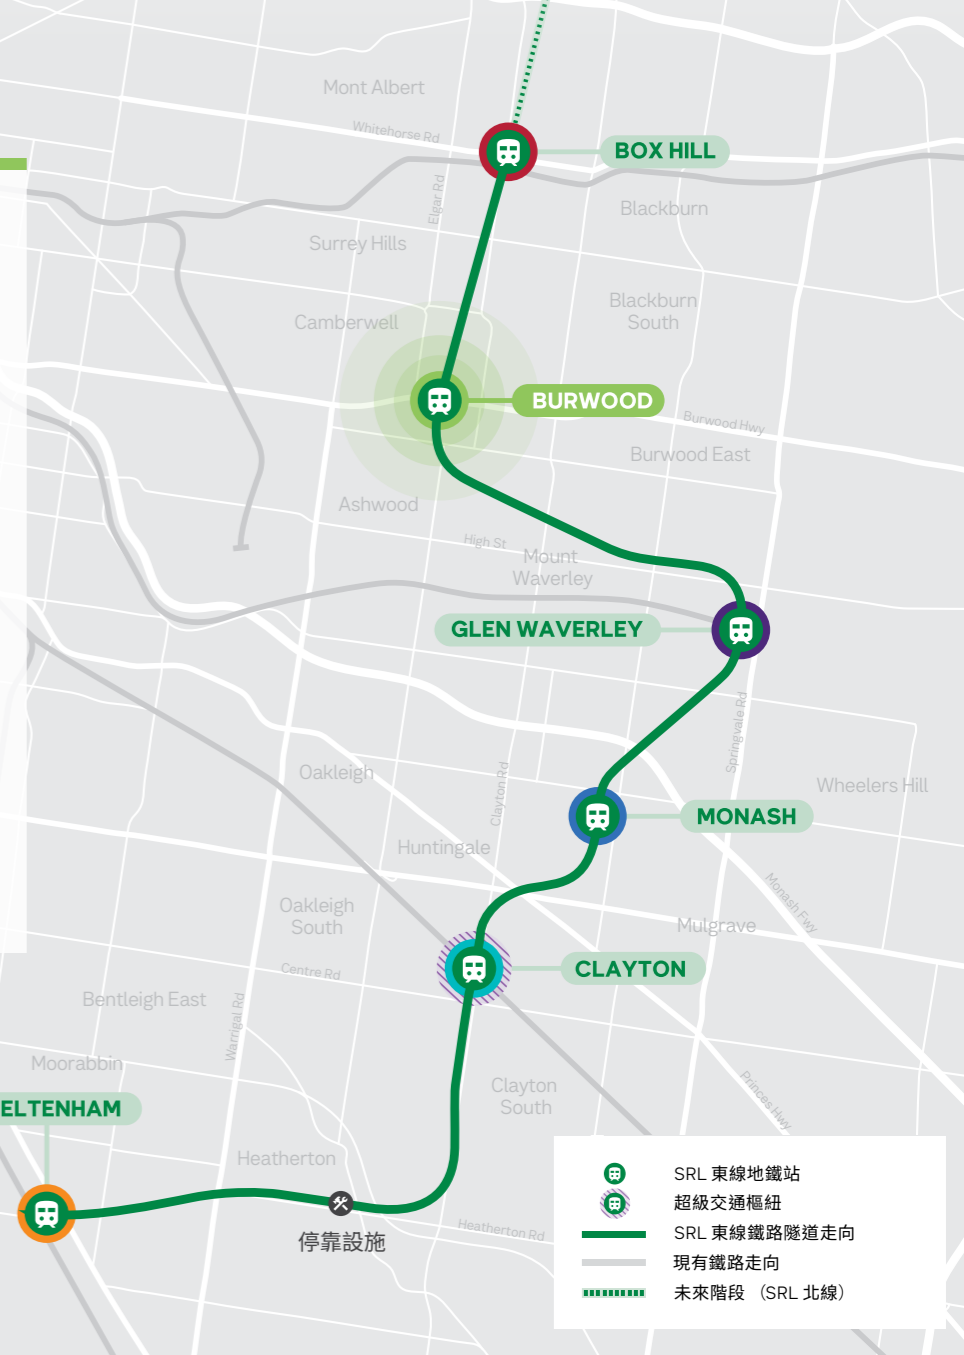 Mont Albert
Whitehorse Rd
BOX HILL
Elgar Rd
Blackburn
Surrey Hills
Blackburn
South
Camberwell
BURWOOD
Burwood Hwy
Burwood East
Ashwood
High St
Mount
Waverley
GLEN WAVERLEY
Springvale Rd
Oakleigh
Clayton Rd
Wheelers Hill
MONASH
Huntingale
Monash Fwy
Oakleigh
South
Mulgrave
Centre Rd
CLAYTON
Bentleigh East
Warrigal Rd
Moorabbin
Clayton
South
Princes Hwy
ELTENHAM
Heatherton
停靠設施
Heatherton Rd
SRL 東線地鐵站
超級交通樞紐
SRL 東線鐵路隧道走向
現有鐵路走向
未來階段 （SRL 北線）